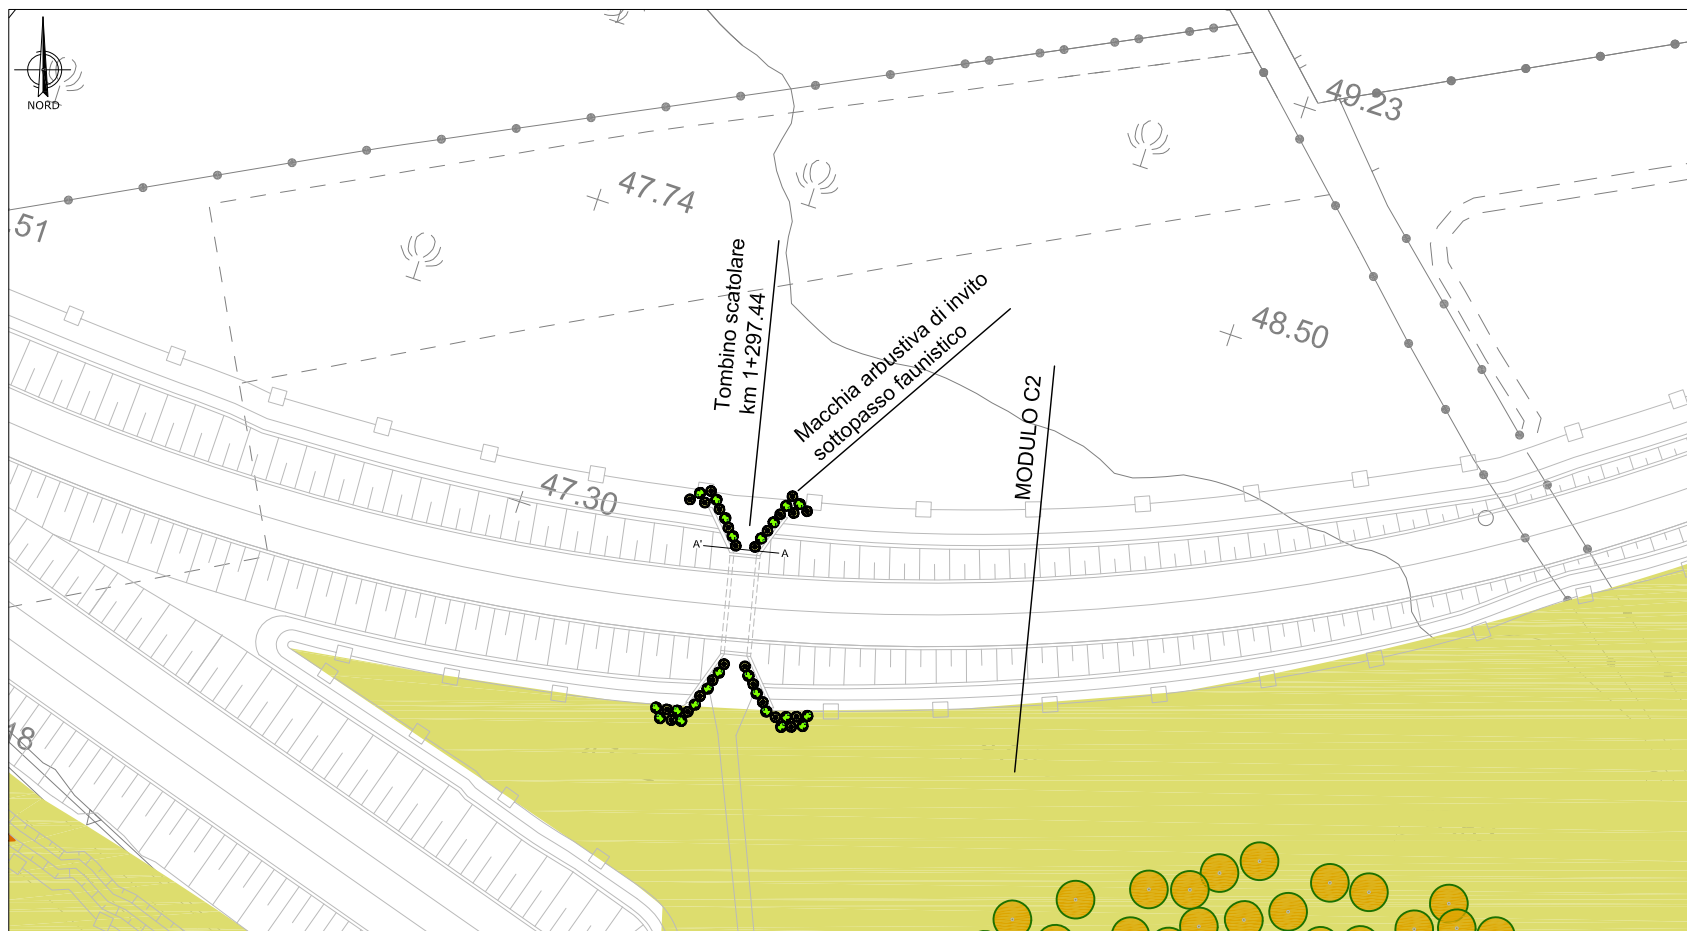 NORD
49.23
47.74
.51
48.50
Tombino scatolare
km 1+297.44
Macchia arbustiva di invito
sottopasso faunistico
MODULO C2
47.30
A'
A
18